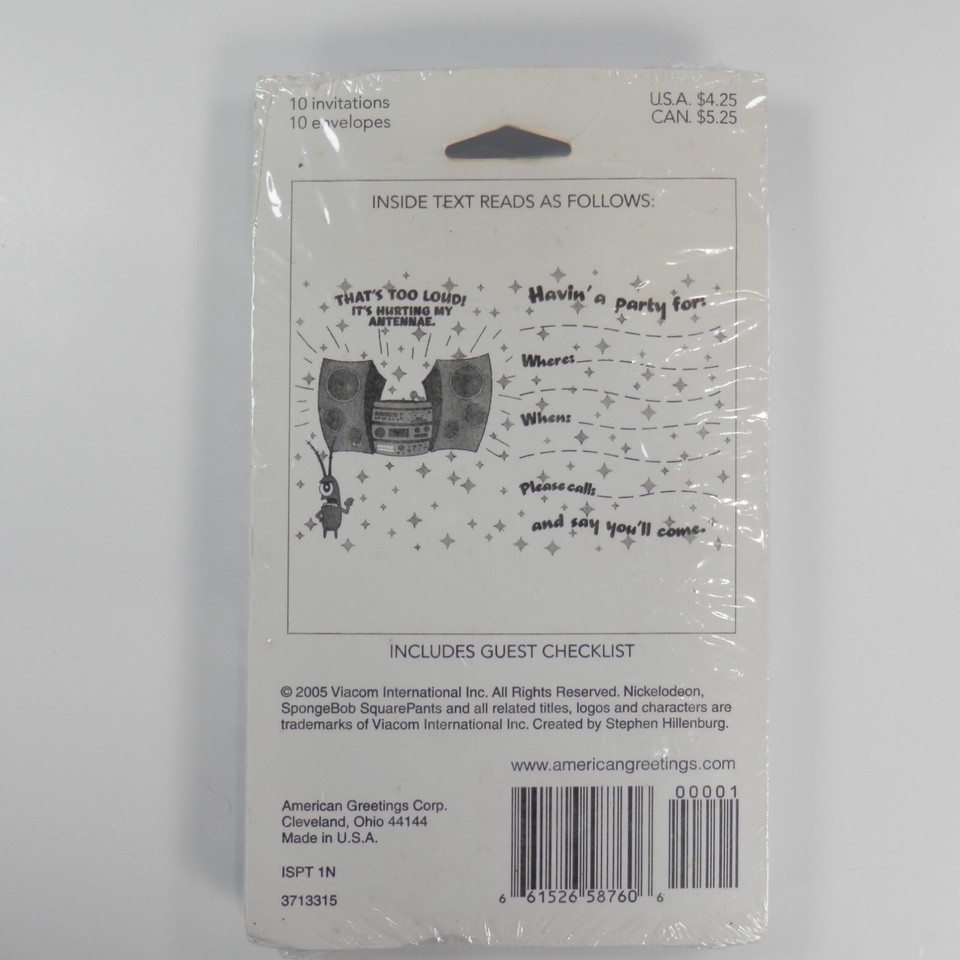 10 invitations
10 envelopes
U.S.A. $4.25
CAN. $5.25
INSIDE TEXT READS AS FOLLOWS:
THAT'S TOO LOUD!
IT'S HURTING MY
ANTENNAE.
Havin' a party for:
Where:
When:
Please call:
and say you'll come.
INCLUDES GUEST CHECKLIST
© 2005 Viacom International Inc. All Rights Reserved. Nickelodeon,
SpongeBob SquarePants and all related titles, logos and characters are
trademarks of Viacom International Inc. Created by Stephen Hillenburg.
www.americangreetings.com
American Greetings Corp.
Cleveland, Ohio 44144
Made in U.S.A.
ISPT 1N
3713315
00001
6 61526 58760 6